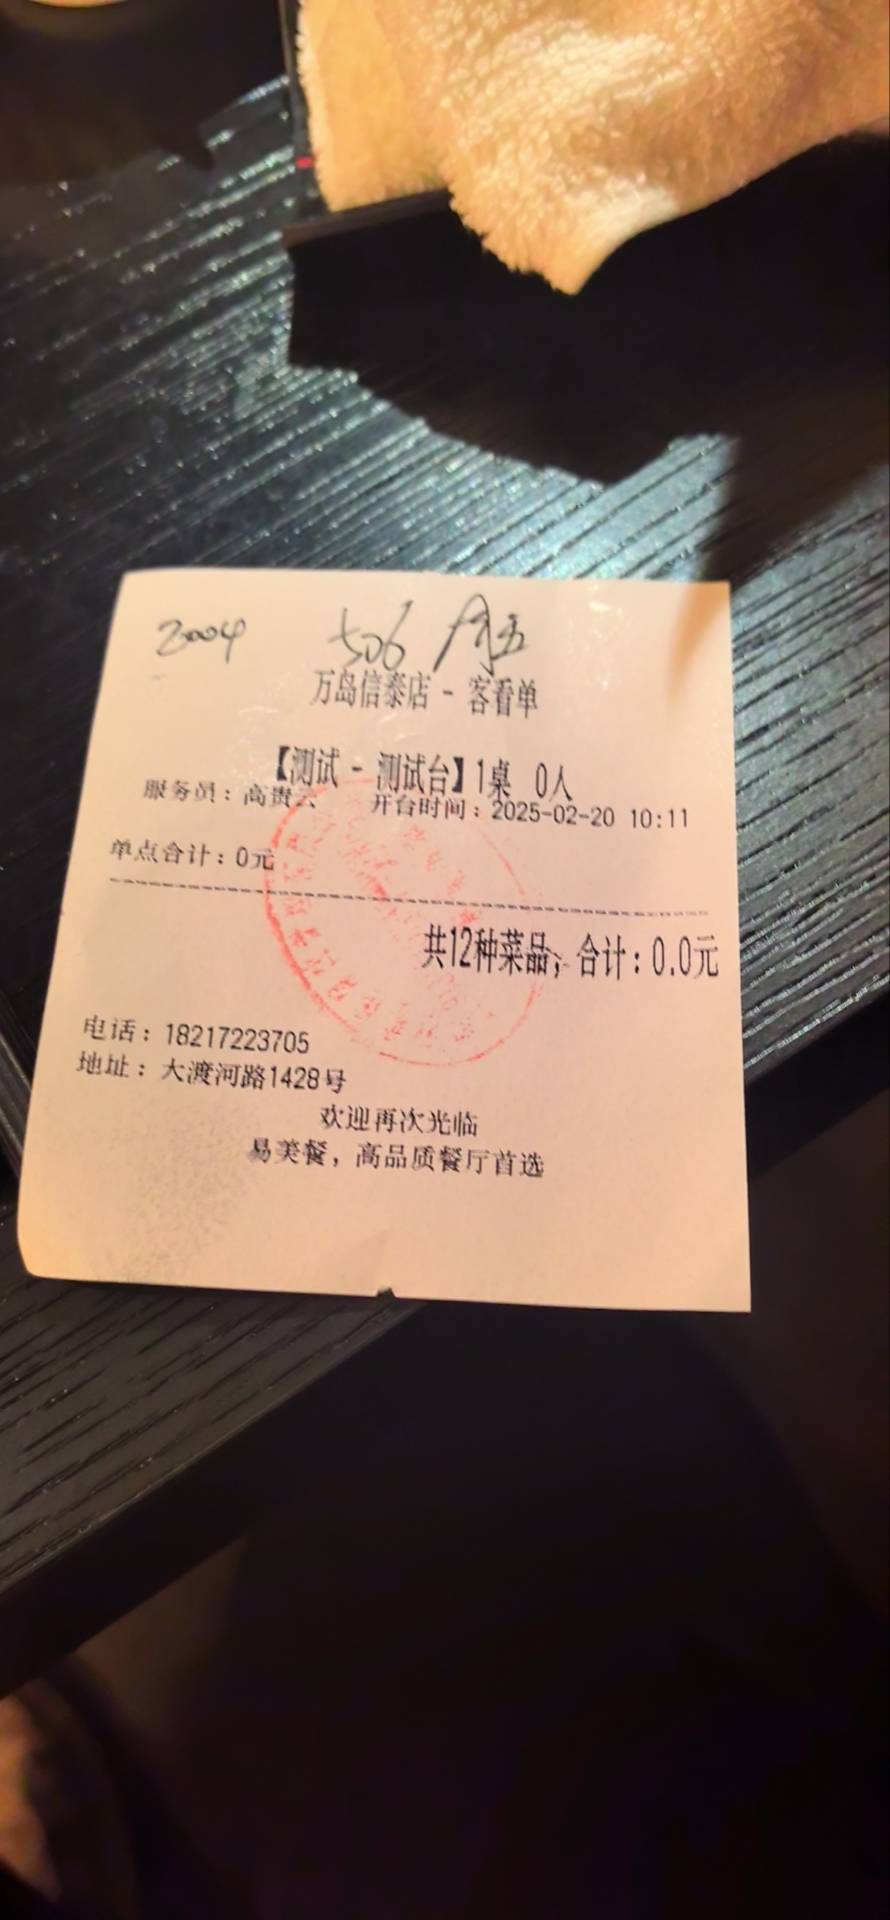 2004 506
万岛信泰店 - 客看单
【测试 - 测试台】1桌 0人
服务员：高贵云 开台时间：2025-02-20 10:11
单点合计：0元
共12种菜品，合计：0.0元
电话：18217223705
地址：大渡河路1428号
欢迎再次光临
易美餐，高品质餐厅首选